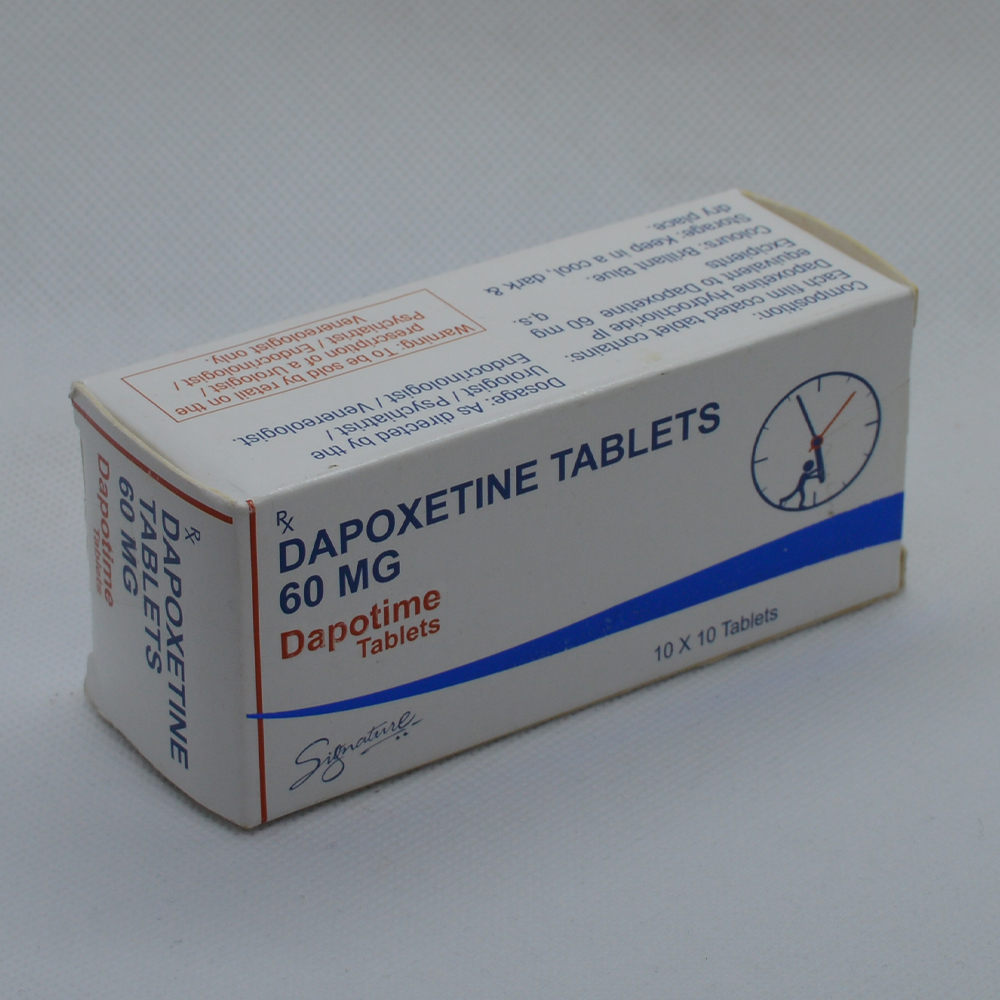 Rx
DAPOXETINE TABLETS
60 MG
Dapotime
Tablets
10 X 10 Tablets
Signature
Rx
DAPOXETINE
TABLETS
60 MG
Dapotime
Tablets
Composition:
Each film coated tablet contains:
Dapoxetine Hydrochloride IP
equivalent to Dapoxetine 60 mg
Excipients q.s.
Colours: Brilliant Blue.
Storage: Keep in a cool, dark &
dry place.
Dosage: As directed by the
Urologist / Psychiatrist /
Endocrinologist / Venereologist.
Warning: To be sold by retail on the
prescription of a Urologist /
Psychiatrist / Endocrinologist /
Venereologist only.